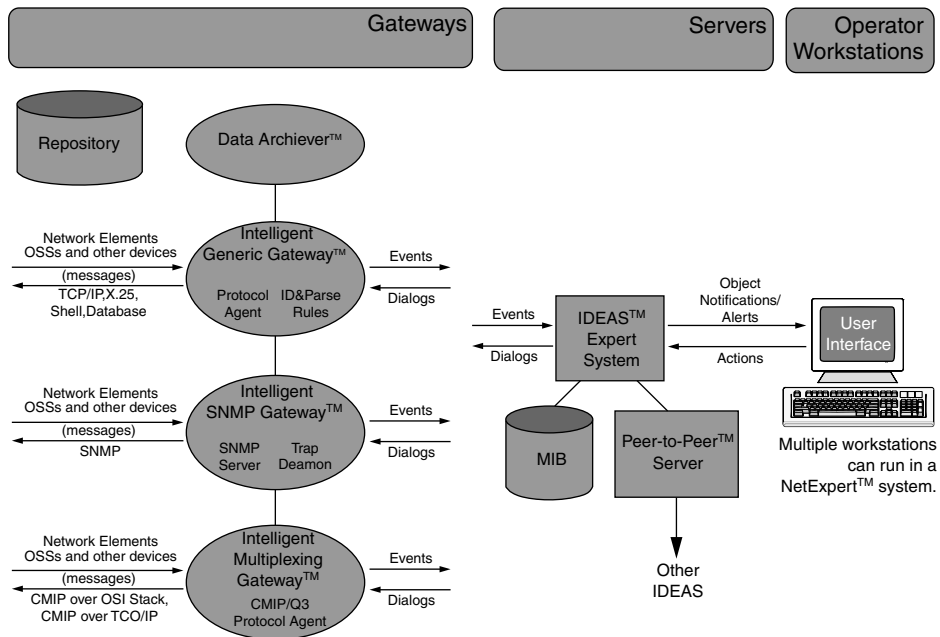 Gateways
Servers
Operator
Workstations
Repository
Data Archiever™
Network Elements
OSSs and other devices
(messages)
TCP/IP,X.25,
Shell,Database
Intelligent
Generic Gateway™
Protocol
Agent
ID&Parse
Rules
Events
Dialogs
Network Elements
OSSs and other devices
(messages)
SNMP
Intelligent
SNMP Gateway™
SNMP
Server
Trap
Deamon
Events
Dialogs
Network Elements
OSSs and other devices
(messages)
CMIP over OSI Stack,
CMIP over TCO/IP
Intelligent
Multiplexing
Gateway™
CMIP/Q3
Protocol Agent
Events
Dialogs
Events
Dialogs
IDEAS™
Expert
System
MIB
Peer-to-Peer™
Server
Other
IDEAS
Object
Notifications/
Alerts
Actions
User
Interface
Multiple workstations
can run in a
NetExpert™ system.